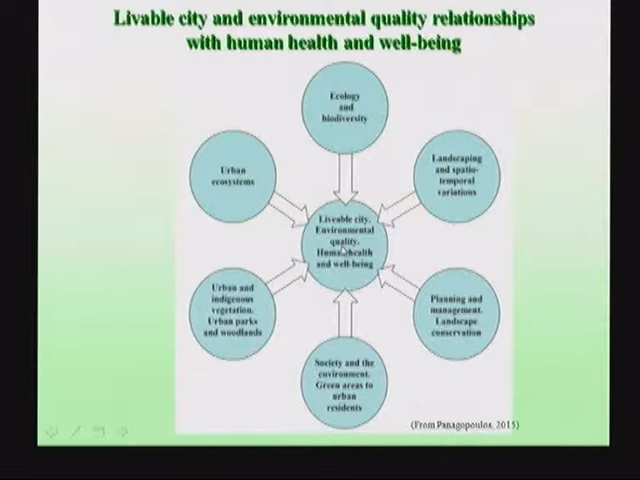 Livable city and environmental quality relationships
with human health and well-being
Ecology
and
biodiversity
Urban
ecosystems
Landscaping
and spatio-
temporal
variations
Liveable city.
Environmental
quality.
Human health
and well-being
Urban and
indigenous
vegetation.
Urban parks
and woodlands
Planning and
management.
Landscape
conservation
Society and the
environment.
Green areas to
urban
residents
(From Panagopoulos, 2015)